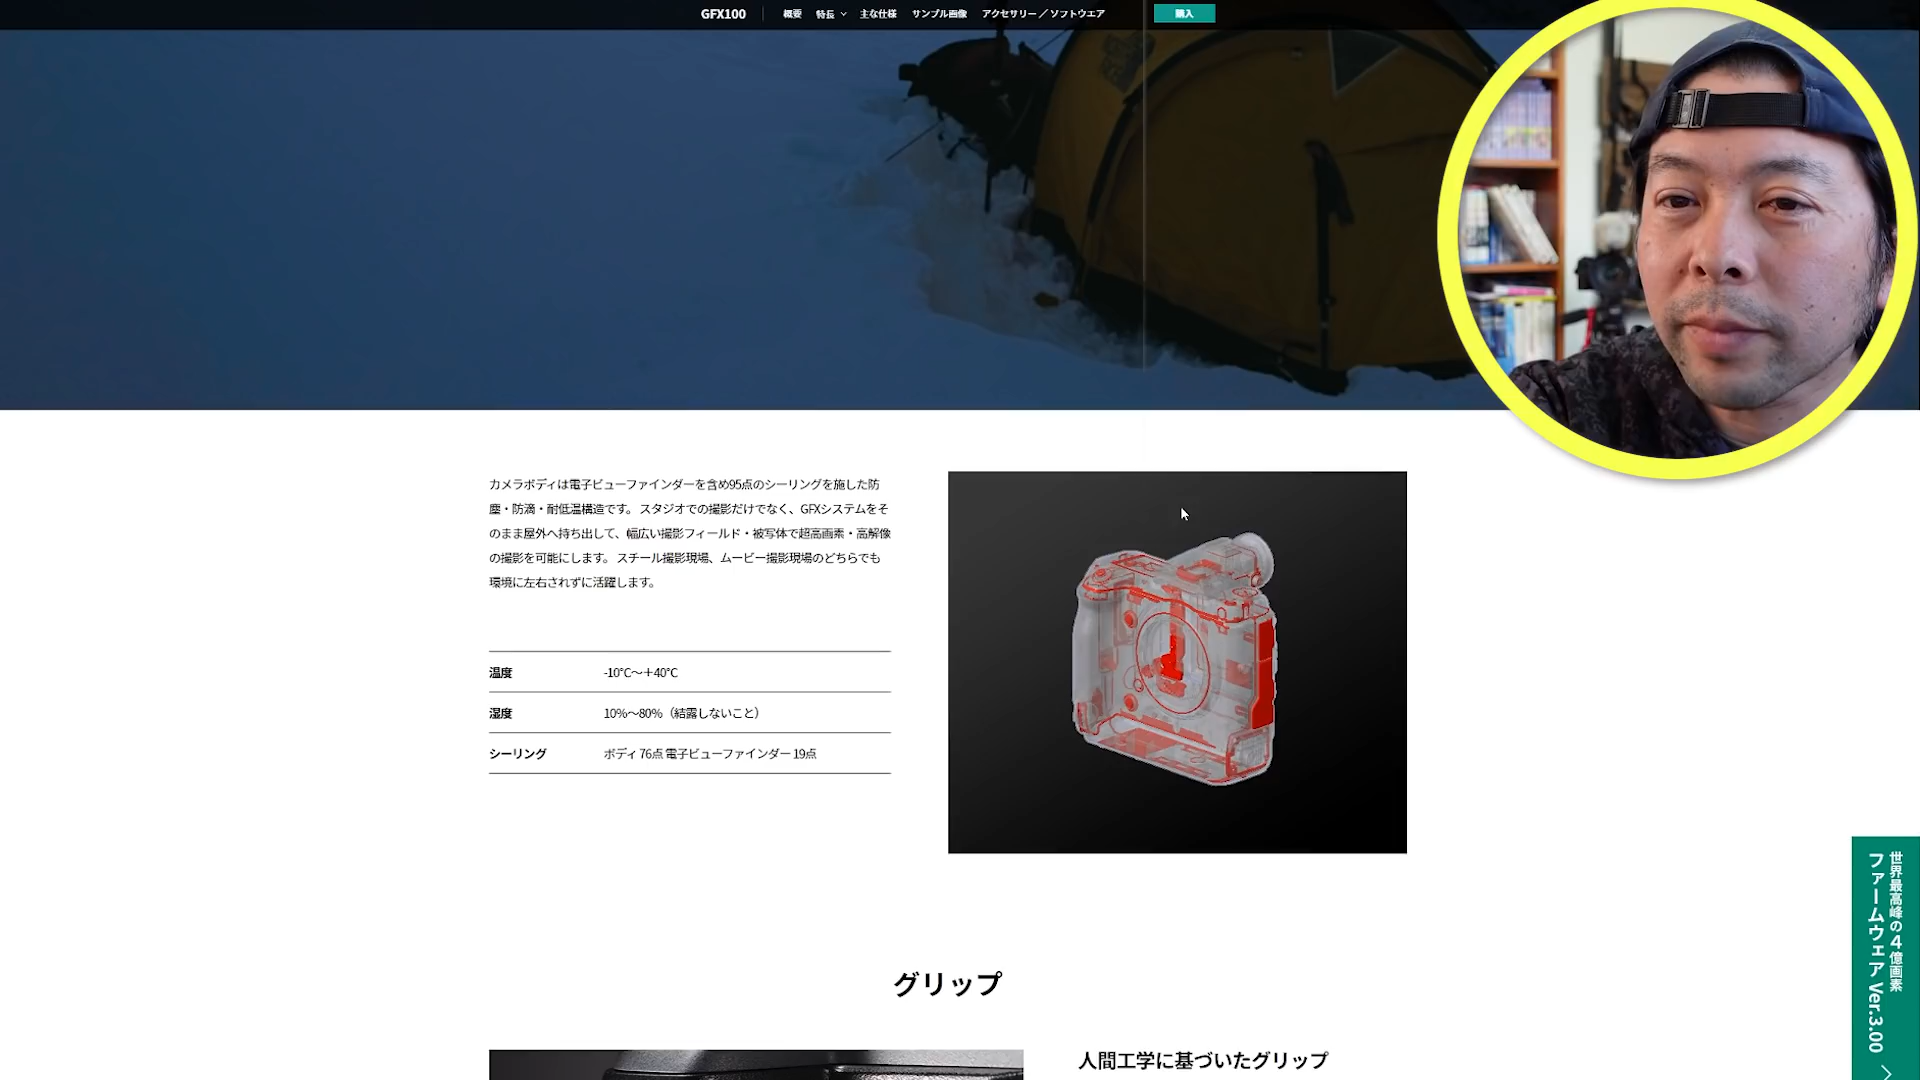 GFX100 概要 特長 主な仕様 サンプル画像 アクセサリー ／ ソフトウエア 購入
カメラボディは電子ビューファインダーを含め95点のシーリングを施した防
塵・防滴・耐低温構造です。 スタジオでの撮影だけでなく、GFXシステムをそ
のまま屋外へ持ち出して、幅広い撮影フィールド・被写体で超高画素・高解像
の撮影を可能にします。 スチール撮影現場、ムービー撮影現場のどちらでも
環境に左右されずに活躍します。
温度 -10℃～＋40℃
湿度 10%～80%（結露しないこと）
シーリング ボディ 76点 電子ビューファインダー 19点
グリップ
人間工学に基づいたグリップ
世界最高峰の4億画素
ファームウェア Ver.3.00